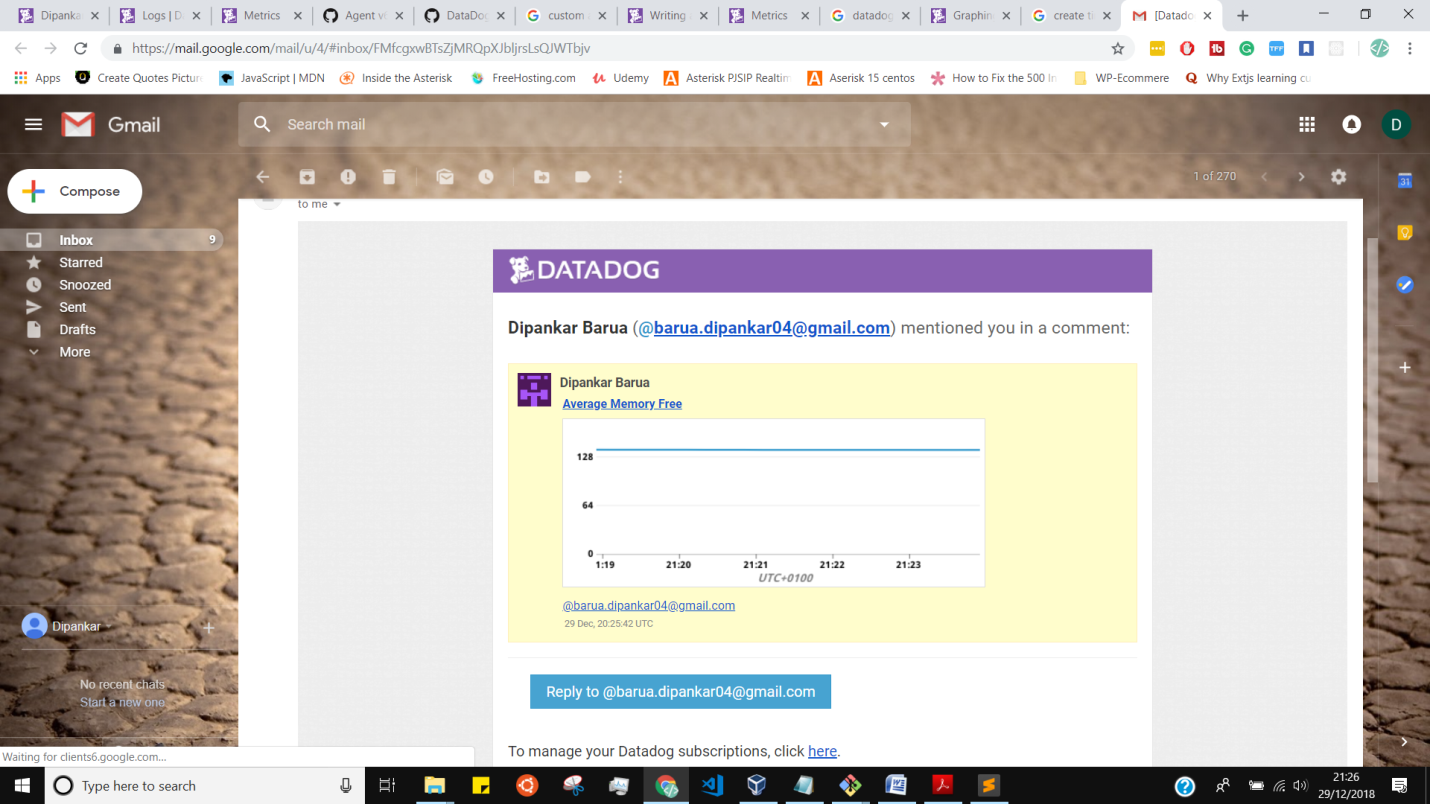 Dipanka
Logs | Da
Metrics
Agent v6
DataDog
custom
Writing
Metrics
datadog
Graphin
create ti
[Datado
https://mail.google.com/mail/u/4/#inbox/FMfcgxwBTsZjMRQpXJbljrsLsQJWTbjv
Apps
Create Quotes Pictur
JavaScript | MDN
Inside the Asterisk
FreeHosting.com
Udemy
Asterisk PJSIP Realtim
Aserisk 15 centos
How to Fix the 500 In
WP-Ecommere
Why Extjs learning cu
Gmail
Search mail
D
Compose
1 of 270
31
Inbox 9
Starred
Snoozed
Sent
Drafts
More
to me
DATADOG
Dipankar Barua (@barua.dipankar04@gmail.com) mentioned you in a comment:
Dipankar Barua
Average Memory Free
128
64
0
1:19 21:20 21:21 21:22 21:23
UTC+0100
@barua.dipankar04@gmail.com
29 Dec, 20:25:42 UTC
Reply to @barua.dipankar04@gmail.com
To manage your Datadog subscriptions, click here.
Dipankar
No recent chats
Start a new one
Waiting for clients6.google.com...
Type here to search
21:26
29/12/2018